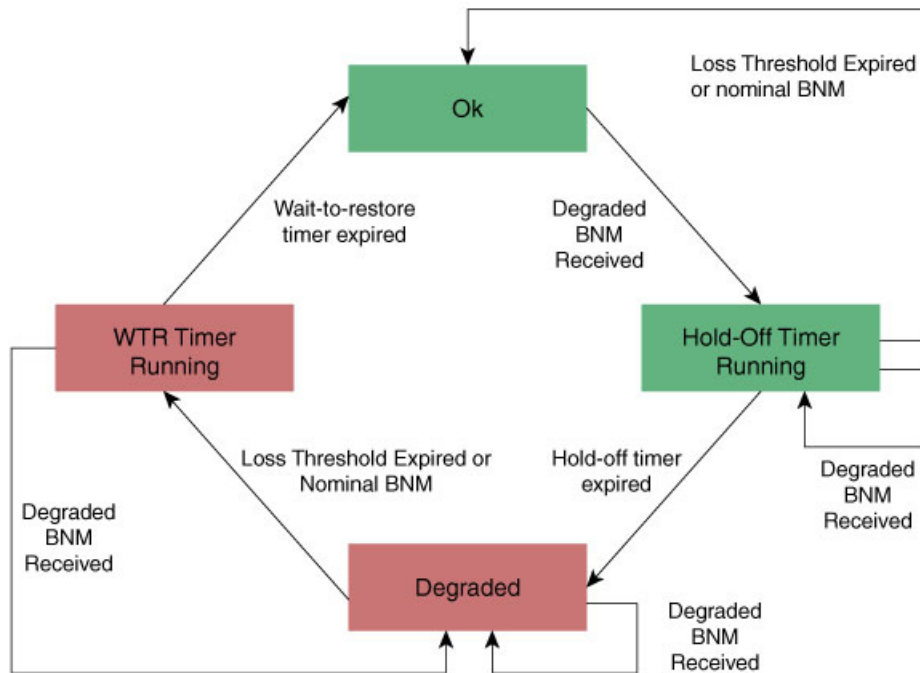 Ok
Loss Threshold Expired
or nominal BNM
Wait-to-restore
timer expired
Degraded
BNM
Received
WTR Timer
Running
Hold-Off Timer
Running
Loss Threshold Expired or
Nominal BNM
Hold-off timer
expired
Degraded
BNM
Received
Degraded
BNM
Received
Degraded
Degraded
BNM
Received